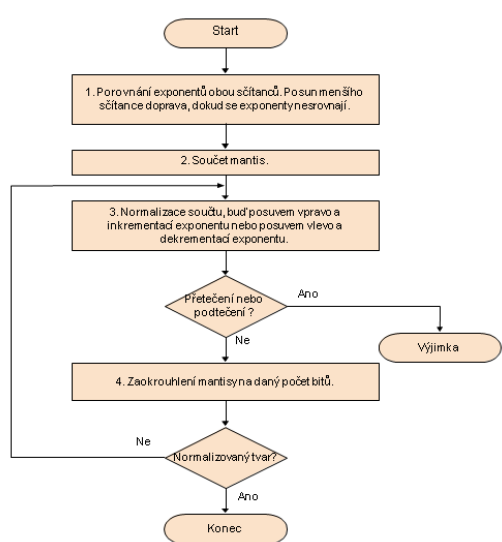 Start
1. Porovnání exponentů obou sčítanců. Posun menšího
sčítance doprava, dokud se exponenty nesrovnají.
2. Součet mantis.
3. Normalizace součtu, buď posuvem vpravo a
inkrementací exponentu nebo posuvem vlevo a
dekrementací exponentu.
Přetečení nebo
podtečení ?
Ano
Výjimka
Ne
4. Zaokrouhlení mantisy na daný počet bitů.
Ne
Normalizovaný tvar?
Ano
Konec